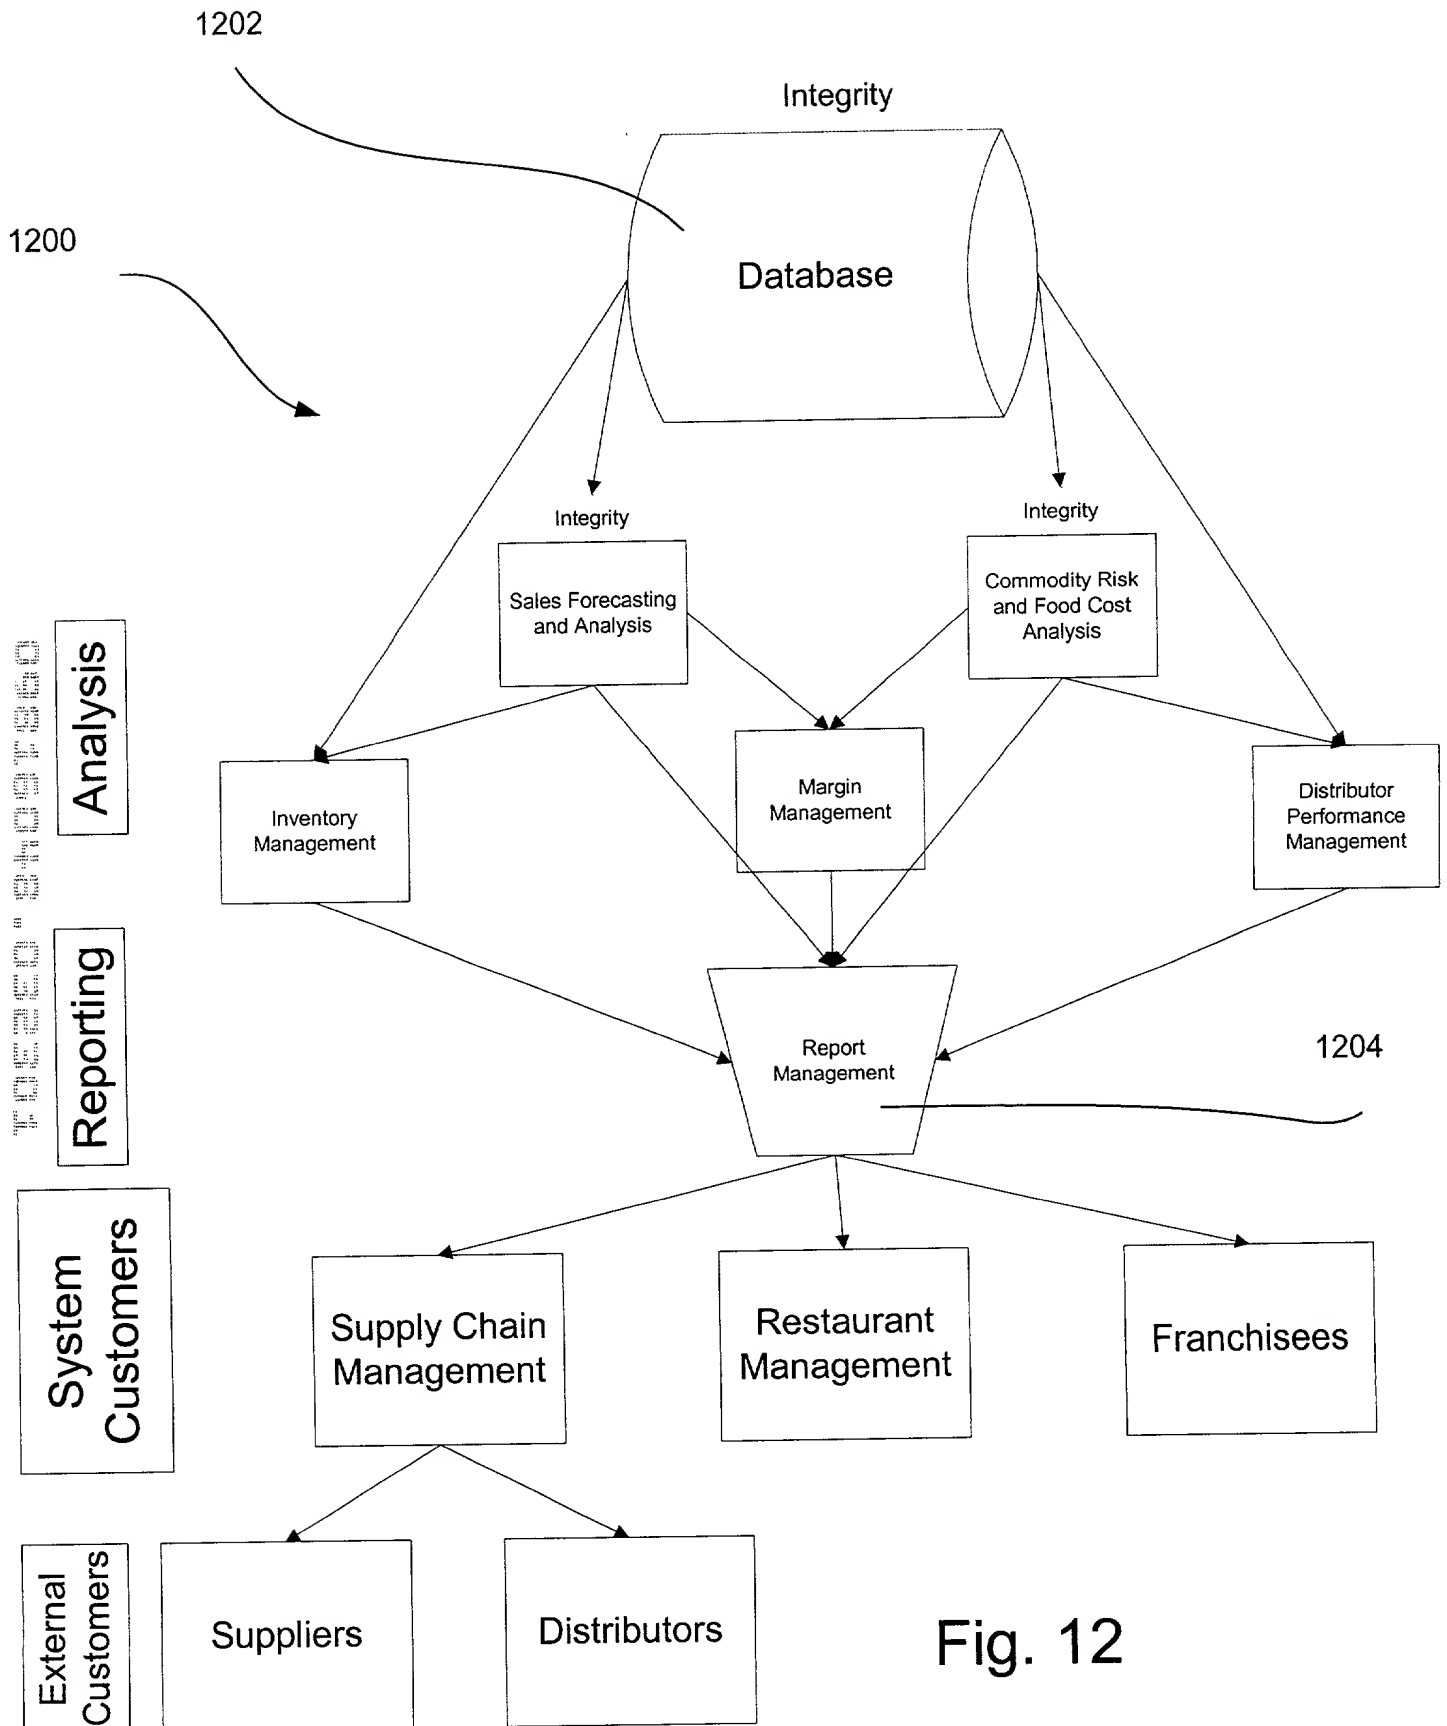 1202
Integrity
1200
Database
Integrity
Integrity
Sales Forecasting
and Analysis
Commodity Risk
and Food Cost
Analysis
Analysis
Inventory
Management
Margin
Management
Distributor
Performance
Management
Reporting
Report
Management
1204
System
Customers
Supply Chain
Management
Restaurant
Management
Franchisees
External
Customers
Suppliers
Distributors
Fig. 12